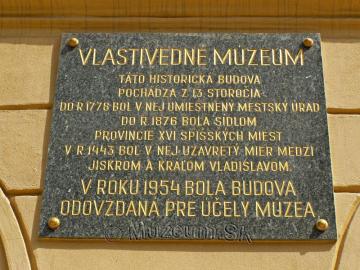 VLASTIVEDNÉ MÚZEUM
TÁTO HISTORICKÁ BUDOVA
POCHÁDZA Z 13 STOROČIA
DO R 1778 BOL V NEJ UMIESTNENÝ MESTSKÝ ÚRAD
DO R 1876 BOLA SÍDLOM
PROVINCIE XVI SPIŠSKÝCH MIEST
V R 1443 BOL V NEJ UZAVRETÝ MIER MEDZI
JISKROM A KRÁĽOM VLADISLAVOM.
V ROKU 1954 BOLA BUDOVA
ODOVZDANÁ PRE ÚČELY MÚZEA
Muzeum.SK